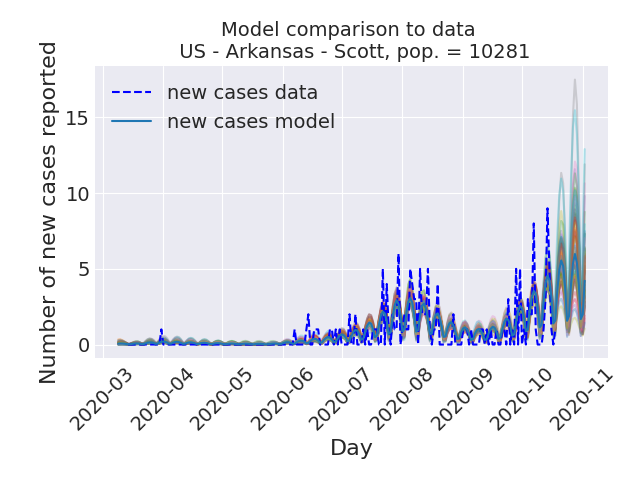 Model comparison to data
US - Arkansas - Scott, pop. = 10281
new cases data
new cases model
Number of new cases reported
15
10
5
0
2020-03
2020-04
2020-05
2020-06
2020-07
2020-08
2020-09
2020-10
2020-11
Day